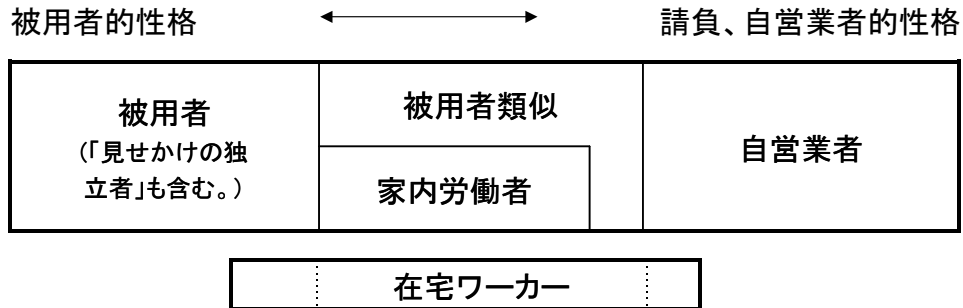 被用者的性格
請負、自営業者的性格
被用者
(「見せかけの独
立者」も含む。)
被用者類似
家内労働者
自営業者
在宅ワーカー